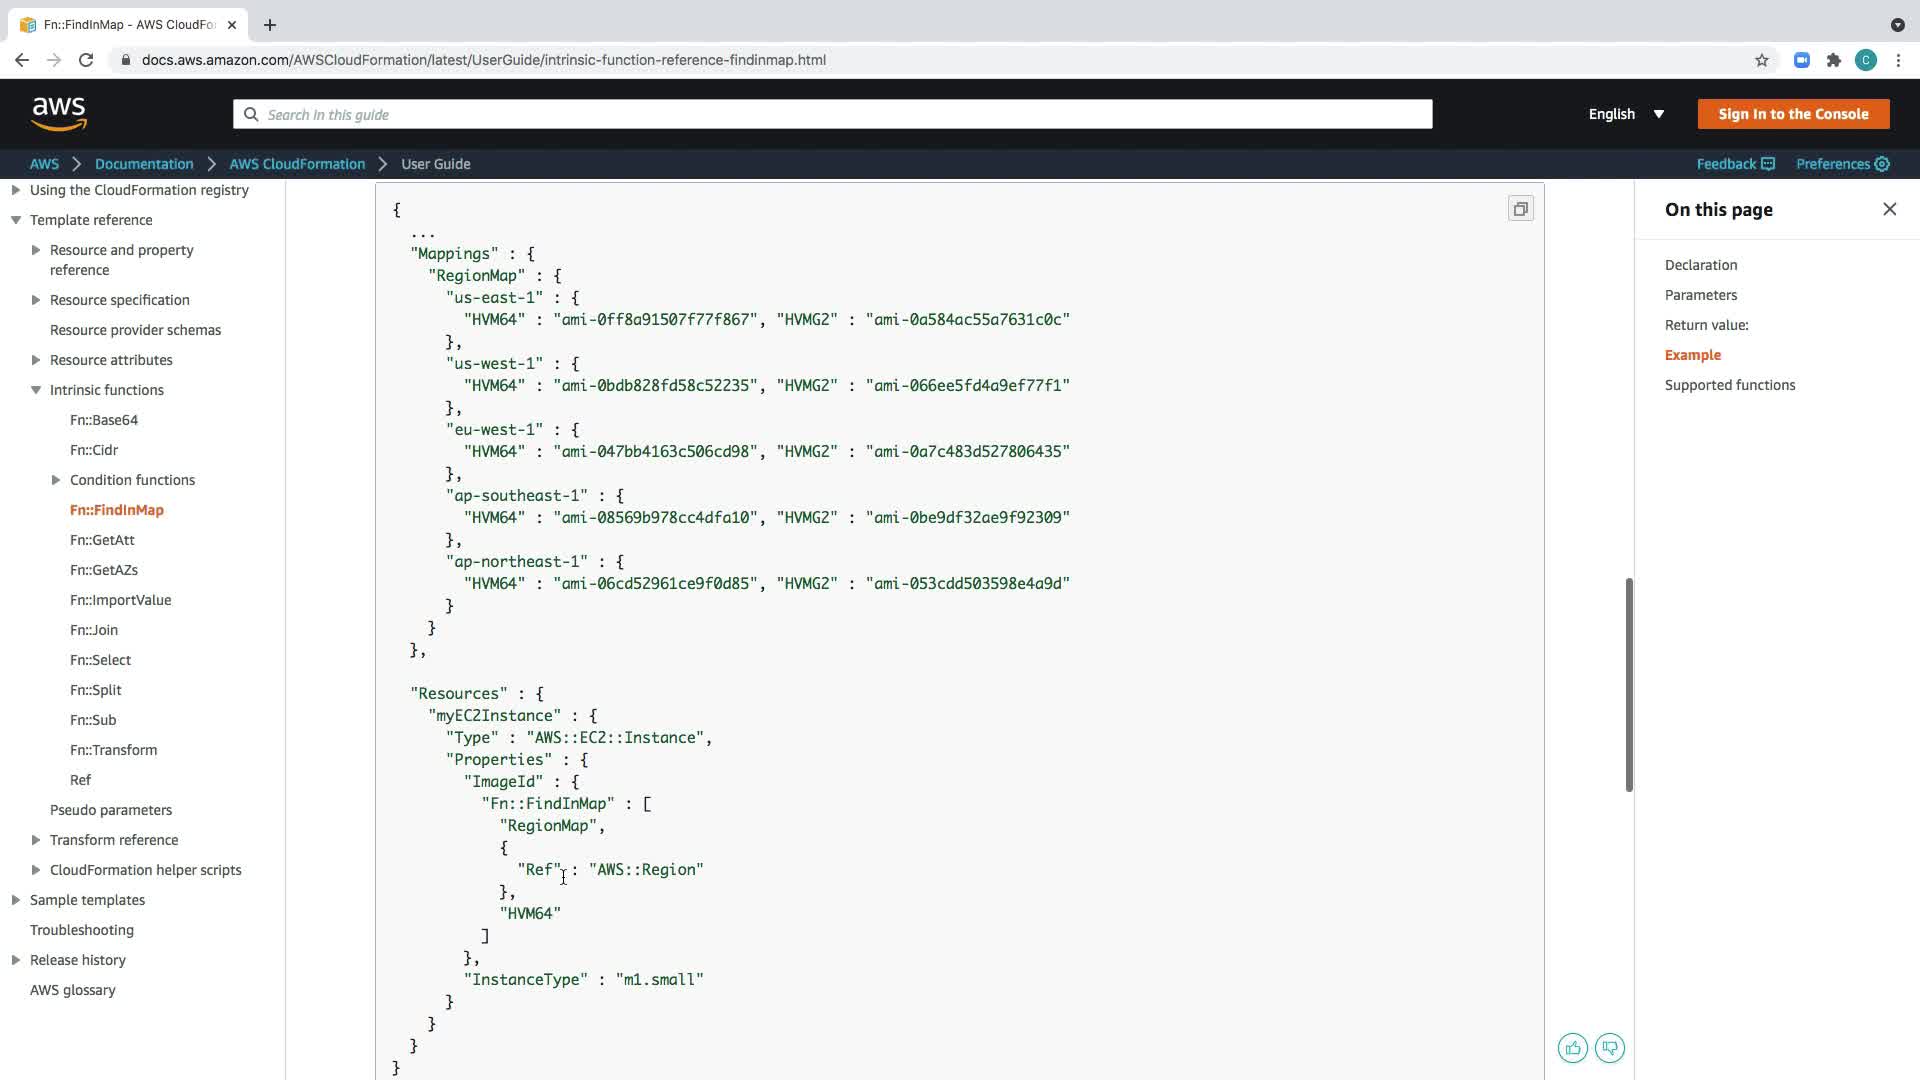 Fn::FindInMap - AWS CloudFo
docs.aws.amazon.com/AWSCloudFormation/latest/UserGuide/intrinsic-function-reference-findinmap.html
C
aws
Search in this guide
English
Sign In to the Console
AWS
Documentation
AWS CloudFormation
User Guide
Feedback
Preferences
Using the CloudFormation registry
Template reference
Resource and property
reference
Resource specification
Resource provider schemas
Resource attributes
Intrinsic functions
Fn::Base64
Fn::Cidr
Condition functions
Fn::FindInMap
Fn::GetAtt
Fn::GetAZs
Fn::ImportValue
Fn::Join
Fn::Select
Fn::Split
Fn::Sub
Fn::Transform
Ref
Pseudo parameters
Transform reference
CloudFormation helper scripts
Sample templates
Troubleshooting
Release history
AWS glossary
{
...
"Mappings" : {
"RegionMap" : {
"us-east-1" : {
"HVM64" : "ami-0ff8a91507f77f867", "HVMG2" : "ami-0a584ac55a7631c0c"
},
"us-west-1" : {
"HVM64" : "ami-0bdb828fd58c52235", "HVMG2" : "ami-066ee5fd4a9ef77f1"
},
"eu-west-1" : {
"HVM64" : "ami-047bb4163c506cd98", "HVMG2" : "ami-0a7c483d527806435"
},
"ap-southeast-1" : {
"HVM64" : "ami-08569b978cc4dfa10", "HVMG2" : "ami-0be9df32ae9f92309"
},
"ap-northeast-1" : {
"HVM64" : "ami-06cd52961ce9f0d85", "HVMG2" : "ami-053cdd503598e4a9d"
}
}
},
"Resources" : {
"myEC2Instance" : {
"Type" : "AWS::EC2::Instance",
"Properties" : {
"ImageId" : {
"Fn::FindInMap" : [
"RegionMap",
{
"Ref" : "AWS::Region"
},
"HVM64"
]
},
"InstanceType" : "m1.small"
}
}
}
}
On this page
Declaration
Parameters
Return value:
Example
Supported functions